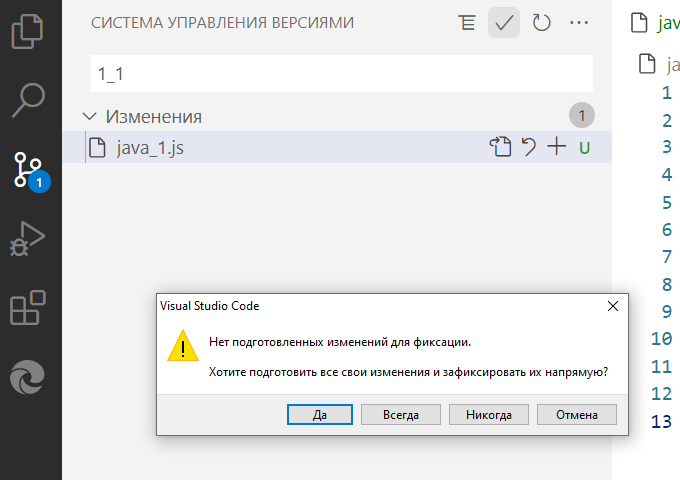 СИСТЕМА УПРАВЛЕНИЯ ВЕРСИЯМИ
1_1
Изменения 1
java_1.js U
1
Visual Studio Code
Нет подготовленных изменений для фиксации.
Хотите подготовить все свои изменения и зафиксировать их напрямую?
Да Всегда Никогда Отмена
jav
ja
1
2
3
4
5
6
7
8
9
10
11
12
13